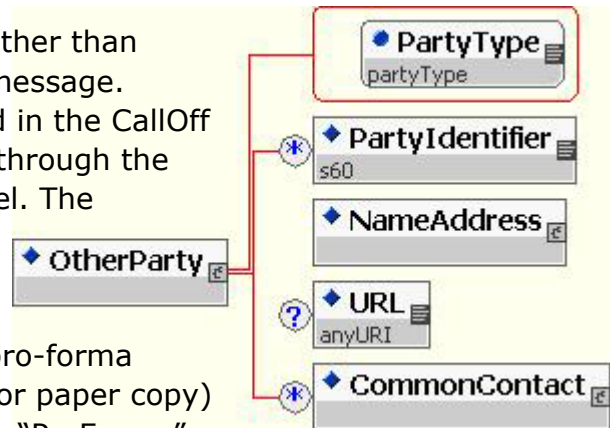 ther than
nessage.
d in the CallOff
through the
el. The
oro-forma
or paper copy)
PartyType
partyType
PartyIdentifier
s60
NameAddress
OtherParty
URL
anyURI
CommonContact